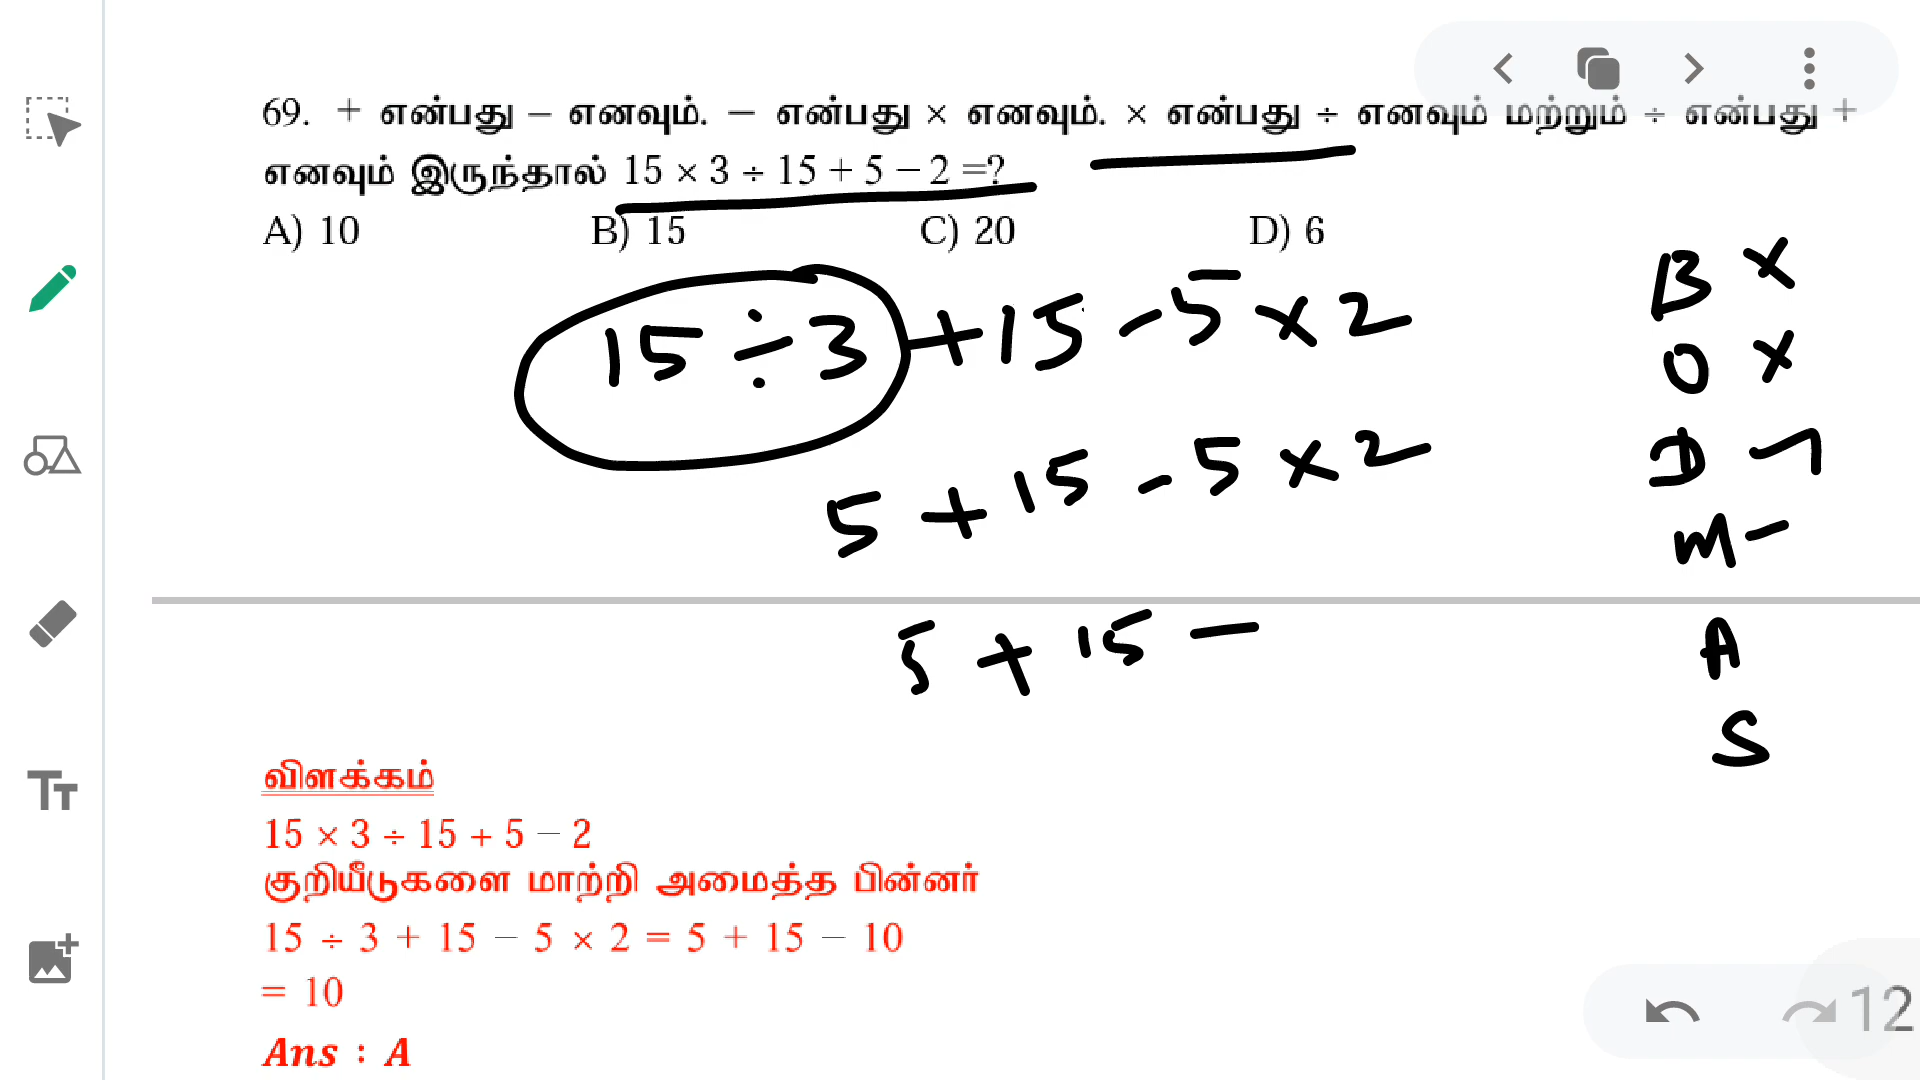 69. + என்பது – எனவும். – என்பது × எனவும். × என்பது ÷ எனவும் மற்றும் ÷ என்பது +
எனவும் இருந்தால் 15 × 3 ÷ 15 + 5 – 2 =?
A) 10 B) 15 C) 20 D) 6
15 ÷ 3 + 15 - 5 × 2
5 + 15 - 5 × 2
5 + 15 –
B ×
O ×
D
M –
A
S
விளக்கம்
15 × 3 ÷ 15 + 5 – 2
குறியீடுகளை மாற்றி அமைத்த பின்னர்
15 ÷ 3 + 15 – 5 × 2 = 5 + 15 – 10
= 10
Ans : A
TT
12